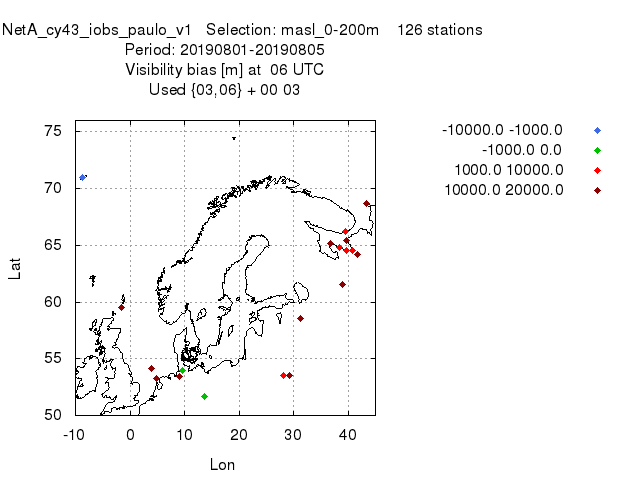 NetA_cy43_iobs_paulo_v1 Selection: masl_0-200m 126 stations
Period: 20190801-20190805
Visibility bias [m] at 06 UTC
Used {03,06} + 00 03
-10000.0 -1000.0
-1000.0 0.0
1000.0 10000.0
10000.0 20000.0
75
70
65
60
55
50
Lat
-10 0 10 20 30 40
Lon